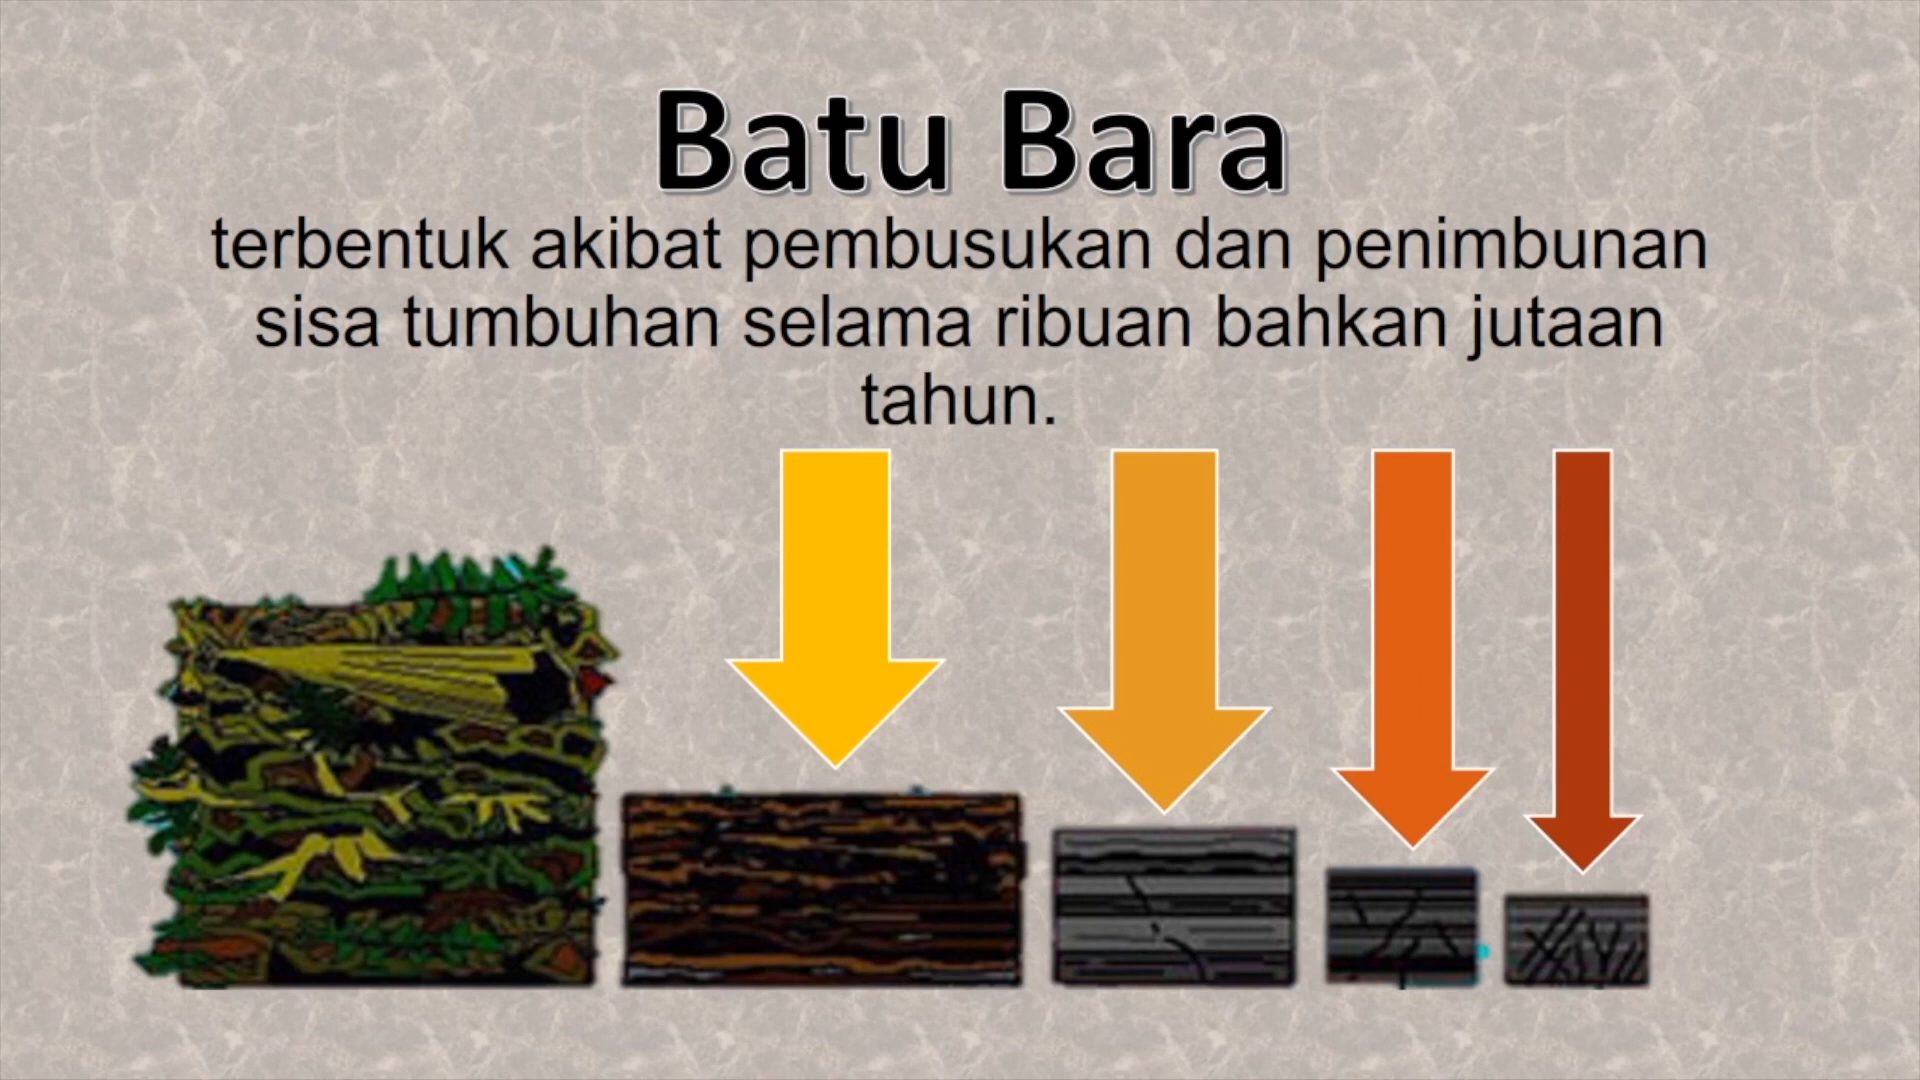 Batu Bara
terbentuk akibat pembusukan dan penimbunan
sisa tumbuhan selama ribuan bahkan jutaan
tahun.